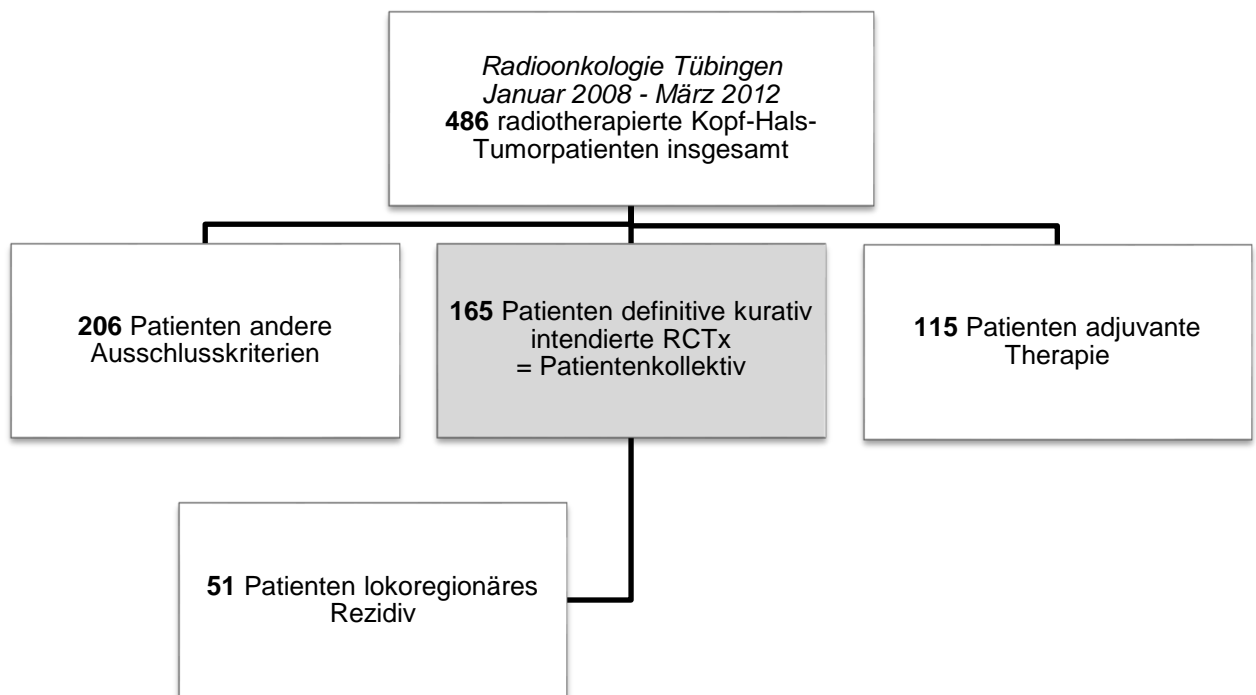 Radioonkologie Tübingen
Januar 2008 - März 2012
486 radiotherapierte Kopf-Hals-
Tumorpatienten insgesamt
206 Patienten andere
Ausschlusskriterien
165 Patienten definitive kurativ
intendierte RCTx
= Patientenkollektiv
115 Patienten adjuvante
Therapie
51 Patienten lokoregionäres
Rezidiv